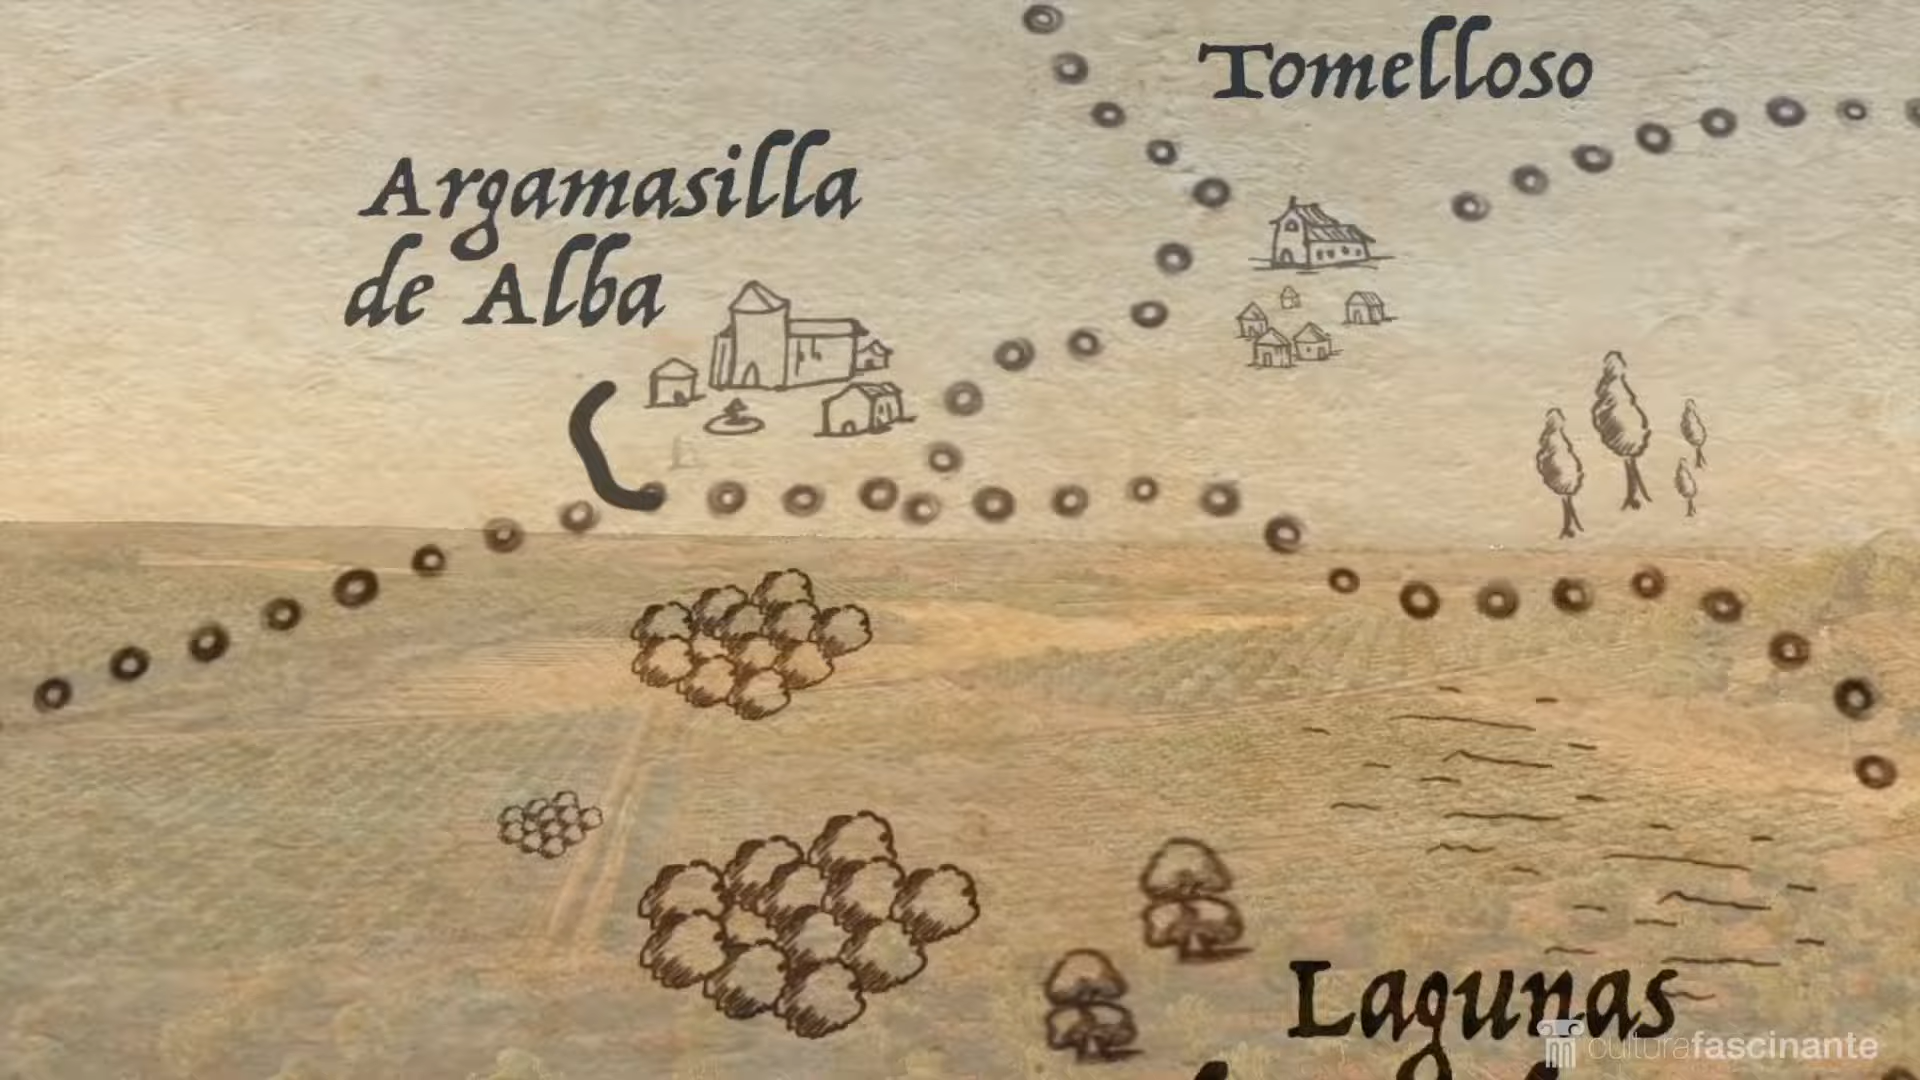 Tomelloso
Argamasilla
de Alba
Lagunas
culturafascinante